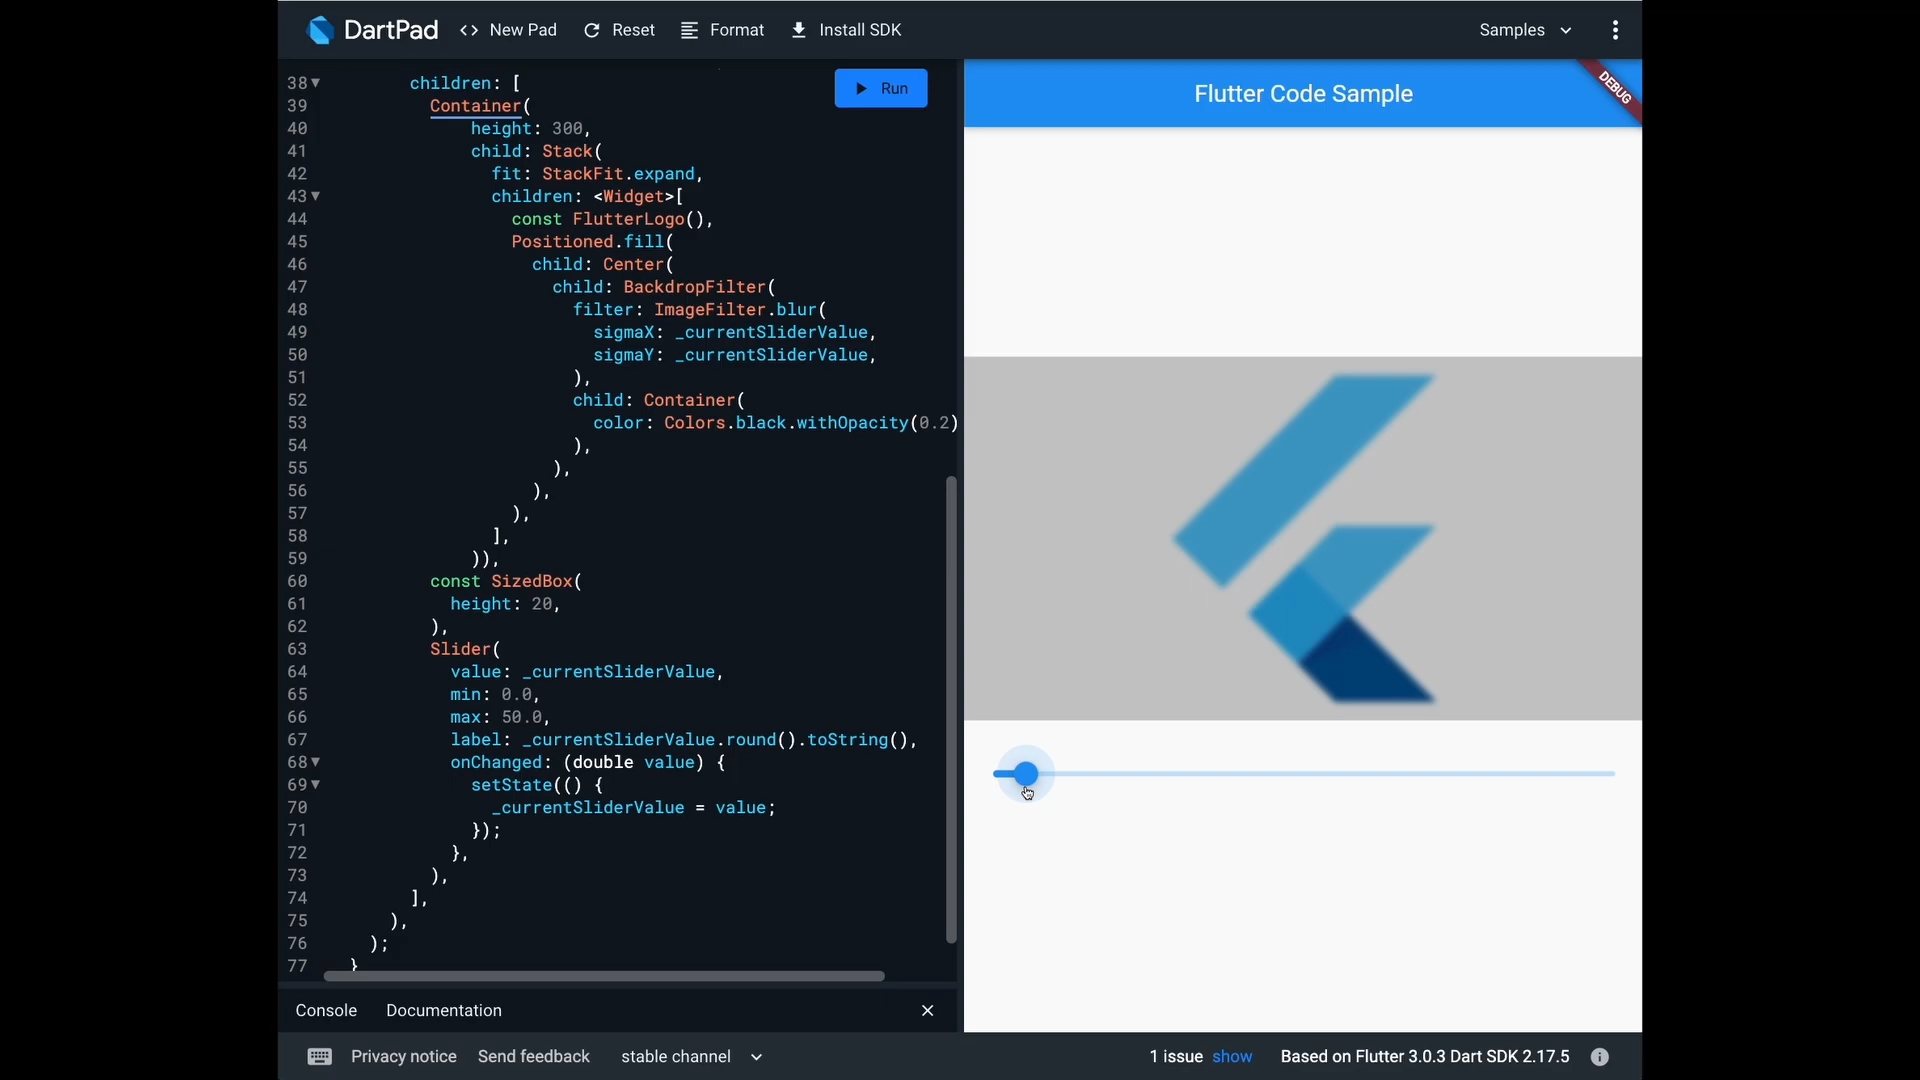 DartPad
<> New Pad
Reset
Format
Install SDK
Samples
38 children: [
39 Container(
40 height: 300,
41 child: Stack(
42 fit: StackFit.expand,
43 children: <Widget>[
44 const FlutterLogo(),
45 Positioned.fill(
46 child: Center(
47 child: BackdropFilter(
48 filter: ImageFilter.blur(
49 sigmaX: _currentSliderValue,
50 sigmaY: _currentSliderValue,
51 ),
52 child: Container(
53 color: Colors.black.withOpacity(0.2)
54 ),
55 ),
56 ),
57 ),
58 ],
59 )),
60 const SizedBox(
61 height: 20,
62 ),
63 Slider(
64 value: _currentSliderValue,
65 min: 0.0,
66 max: 50.0,
67 label: _currentSliderValue.round().toString(),
68 onChanged: (double value) {
69 setState(() {
70 _currentSliderValue = value;
71 });
72 },
73 ),
74 ],
75 ),
76 );
77 }
Run
Flutter Code Sample
DEBUG
Console
Documentation
Privacy notice
Send feedback
stable channel
1 issue show
Based on Flutter 3.0.3 Dart SDK 2.17.5